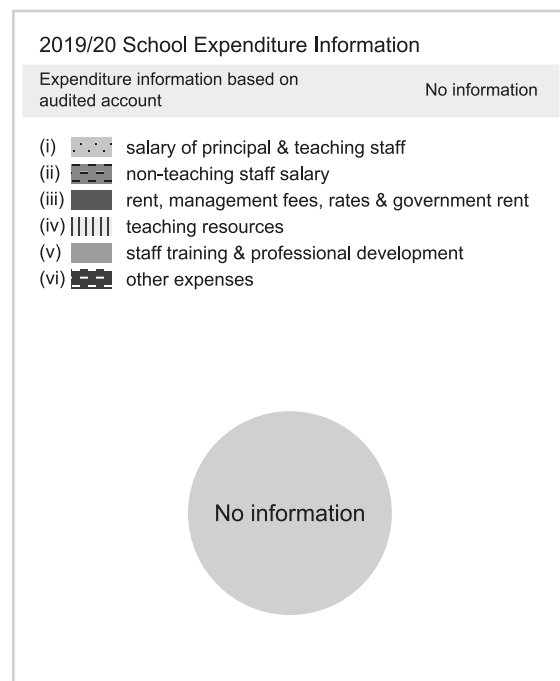 2019/20 School Expenditure Information
Expenditure information based on
audited account
No information
(i) salary of principal & teaching staff
(ii) non-teaching staff salary
(iii) rent, management fees, rates & government rent
(iv) teaching resources
(v) staff training & professional development
(vi) other expenses
No information